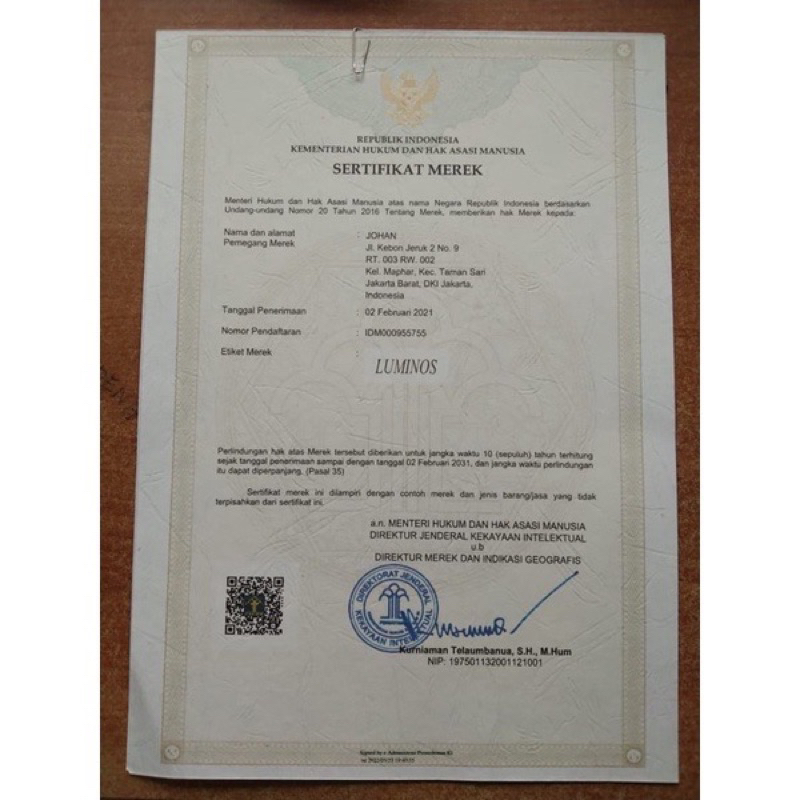 REPUBLIK INDONESIA
KEMENTERIAN HUKUM DAN HAK ASASI MANUSIA
SERTIFIKAT MEREK
Menteri Hukum dan Hak Asasi Manusia atas nama Negara Republik Indonesia berdasarkan
Undang-undang Nomor 20 Tahun 2016 Tentang Merek, memberikan hak Merek kepada:
Nama dan alamat Pemegang Merek : JOHAN
Jl. Kebon Jeruk 2 No. 9
RT. 003 RW. 002
Kel. Maphar, Kec. Taman Sari
Jakarta Barat, DKI Jakarta,
Indonesia
Tanggal Penerimaan : 02 Februari 2021
Nomor Pendaftaran : IDM000955755
Etiket Merek :
LUMINOS
Perlindungan hak atas Merek tersebut diberikan untuk jangka waktu 10 (sepuluh) tahun terhitung
sejak tanggal penerimaan sampai dengan tanggal 02 Februari 2031, dan jangka waktu perlindungan
itu dapat diperpanjang. (Pasal 35)
Sertifikat merek ini dilampiri dengan contoh merek dan jenis barang/jasa yang tidak
terpisahkan dari sertifikat ini.
a.n. MENTERI HUKUM DAN HAK ASASI MANUSIA
DIREKTUR JENDERAL KEKAYAAN INTELEKTUAL
u.b
DIREKTUR MEREK DAN INDIKASI GEOGRAFIS
DIREKTORAT JENDERAL
KEKAYAAN INTELEKTUAL
Kurniaman Telaumbanua, S.H., M.Hum
NIP: 197501132001121001